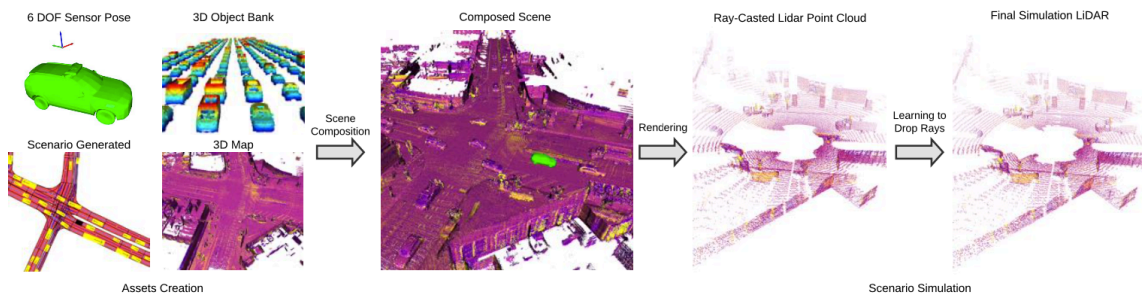 6 DOF Sensor Pose
3D Object Bank
Composed Scene
Ray-Casted Lidar Point Cloud
Final Simulation LiDAR
Scenario Generated
3D Map
Scene
Composition
Rendering
Learning to
Drop Rays
Assets Creation
Scenario Simulation